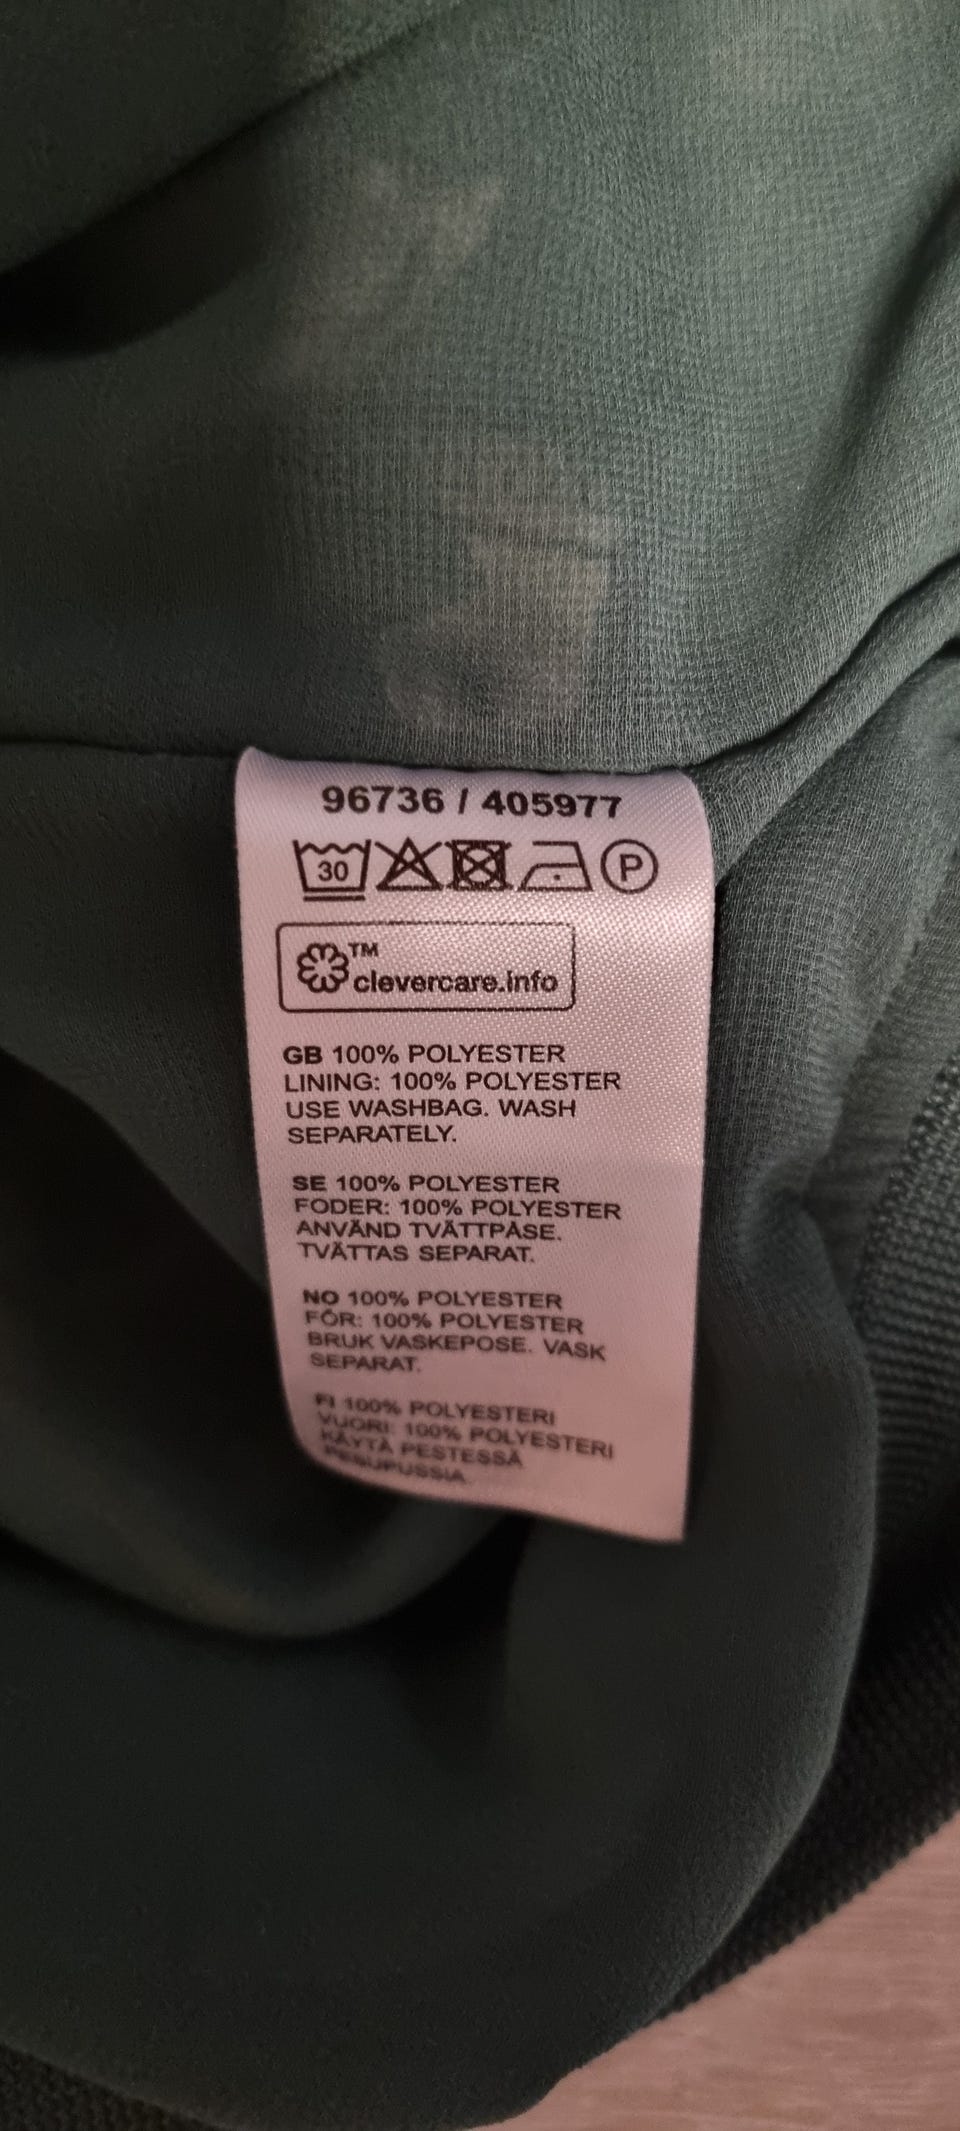 96736 / 405977
30 P
TM
clevercare.info
GB 100% POLYESTER
LINING: 100% POLYESTER
USE WASHBAG. WASH
SEPARATELY.
SE 100% POLYESTER
FODER: 100% POLYESTER
ANVÄND TVÄTTPÅSE.
TVÄTTAS SEPARAT.
NO 100% POLYESTER
FÔR: 100% POLYESTER
BRUK VASKEPOSE. VASK
SEPARAT.
FI 100% POLYESTERI
VUORI: 100% POLYESTERI
KÄYTÄ PESTESSÄ
PESUPUSSIA.